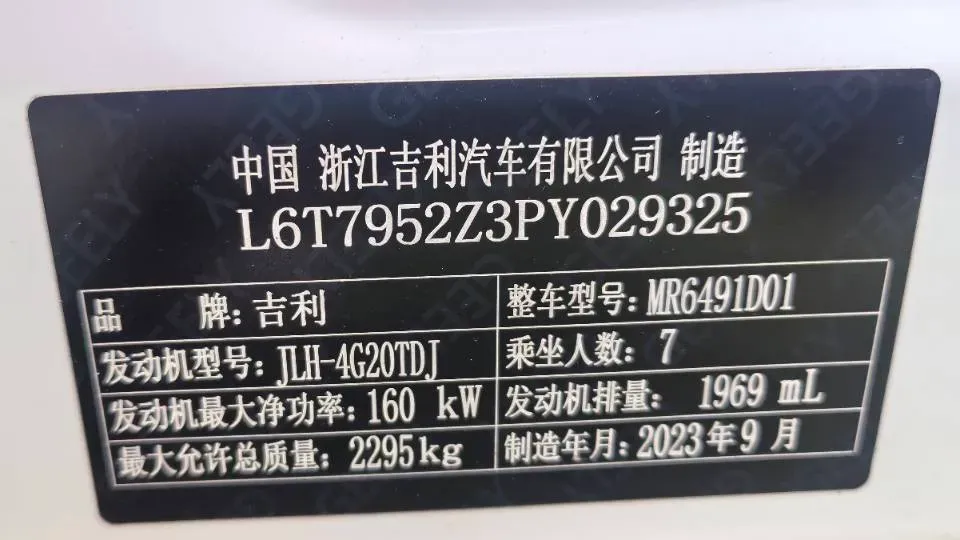 中国 浙江吉利汽车有限公司 制造
L6T7952Z3PY029325
品 牌: 吉利 整车型号: MR6491D01
发动机型号: JLH-4G20TDJ 乘坐人数: 7
发动机最大净功率: 160 kW 发动机排量: 1969 mL
最大允许总质量: 2295kg 制造年月: 2023年9月